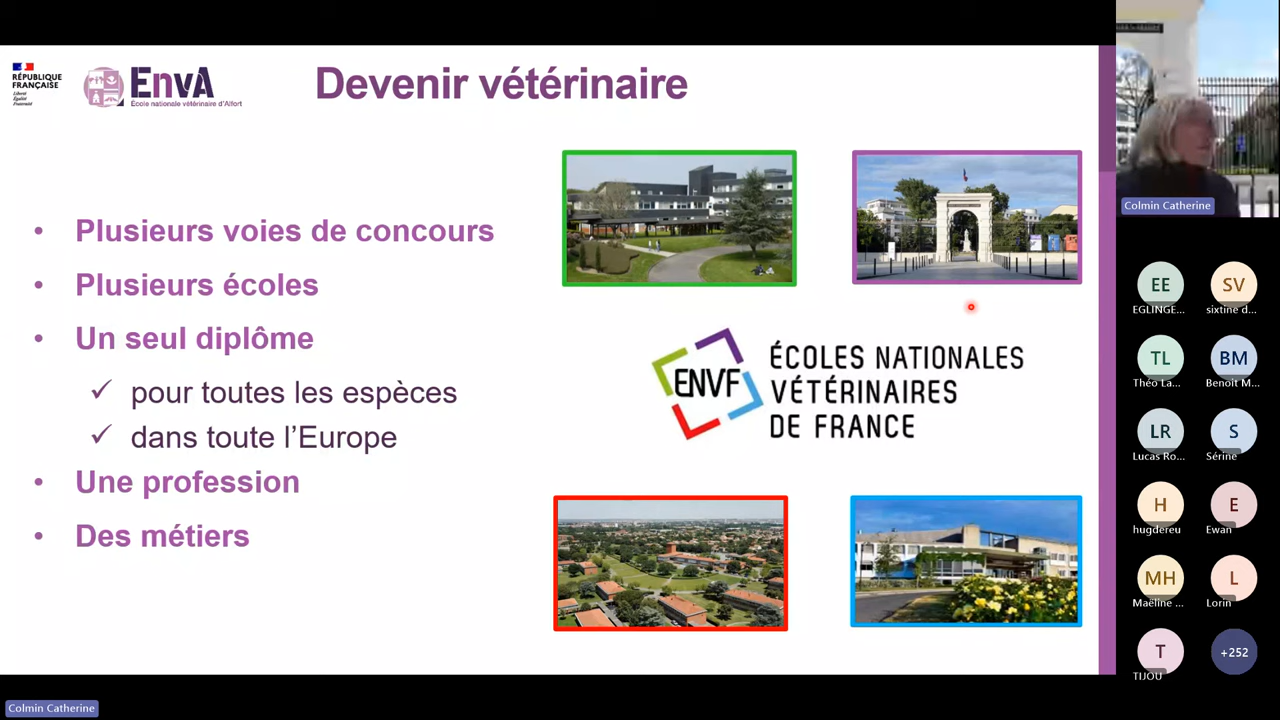 RÉPUBLIQUE
FRANÇAISE
Liberté
Égalité
Fraternité
EnvA
École nationale vétérinaire d'Alfort
Devenir vétérinaire
• Plusieurs voies de concours
• Plusieurs écoles
• Un seul diplôme
✓ pour toutes les espèces
✓ dans toute l'Europe
• Une profession
• Des métiers
ENVF
ÉCOLES NATIONALES
VÉTÉRINAIRES
DE FRANCE
Colmin Catherine
EE
SV
EGLINGE...
sixtine d...
TL
BM
Théo La...
Benoit M...
LR
S
Lucas Ro...
Sérine
H
E
hugdereu
Ewan
MH
L
Maëline ...
Lorin
T
+252
TIJOU
Colmin Catherine